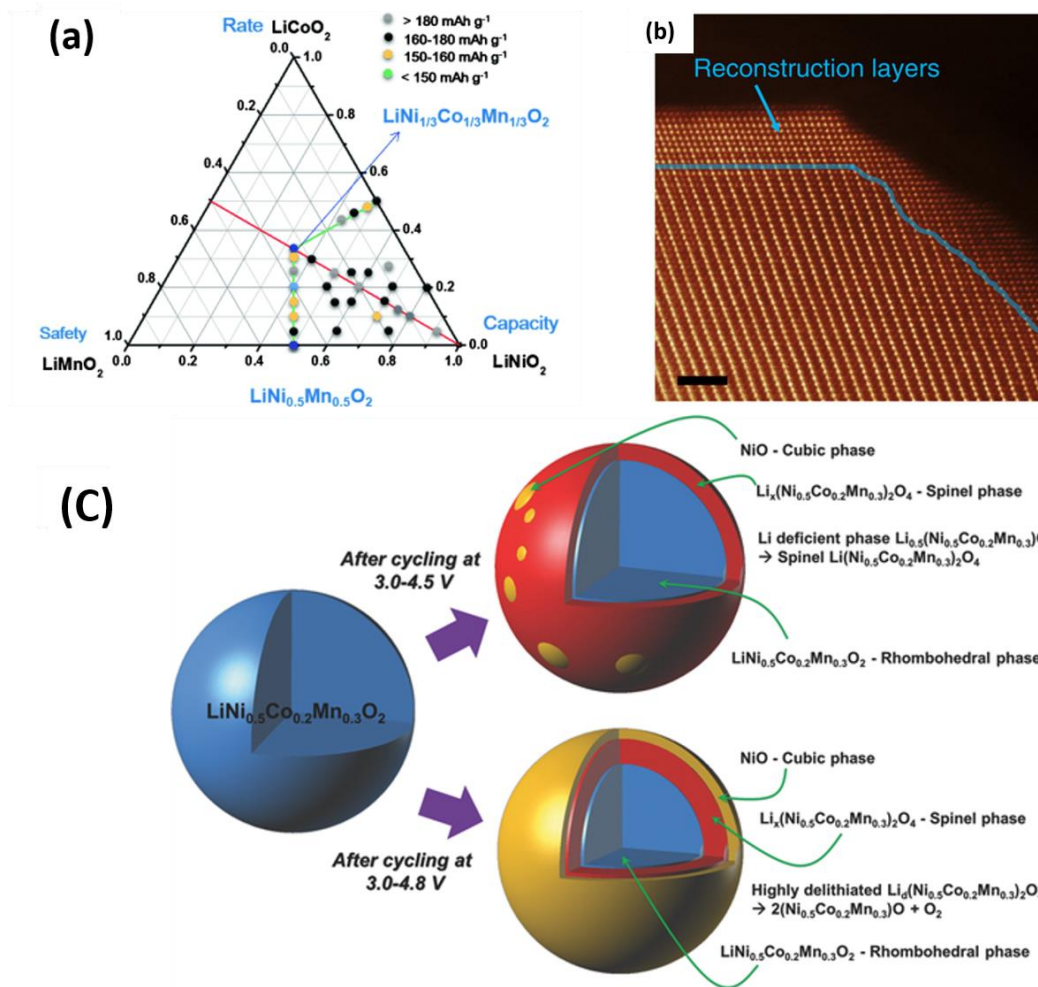 (a)
Rate LiCoO₂
> 180 mAh g⁻¹
160-180 mAh g⁻¹
150-160 mAh g⁻¹
< 150 mAh g⁻¹
0.0
1.0
0.2
0.8
LiNi₁/₃Co₁/₃Mn₁/₃O₂
0.4
0.6
0.6
0.4
0.8
0.2
Safety
Capacity
1.0
0.0
LiMnO₂
0.0
0.2
0.4
0.6
0.8
1.0
LiNiO₂
LiNi₀.₅Mn₀.₅O₂
(b)
Reconstruction layers
(C)
NiO - Cubic phase
Liₓ(Ni₀.₅Co₀.₂Mn₀.₃)₂O₄ - Spinel phase
Li deficient phase Li₀.₅(Ni₀.₅Co₀.₂Mn₀.₃)
→ Spinel Li(Ni₀.₅Co₀.₂Mn₀.₃)₂O₄
After cycling at
3.0-4.5 V
LiNi₀.₅Co₀.₂Mn₀.₃O₂ - Rhombohedral phase
LiNi₀.₅Co₀.₂Mn₀.₃O₂
NiO - Cubic phase
Liₓ(Ni₀.₅Co₀.₂Mn₀.₃)₂O₄ - Spinel phase
After cycling at
3.0-4.8 V
Highly delithiated Li_d(Ni₀.₅Co₀.₂Mn₀.₃)₂O
→ 2(Ni₀.₅Co₀.₂Mn₀.₃)O + O₂
LiNi₀.₅Co₀.₂Mn₀.₃O₂ - Rhombohedral phase